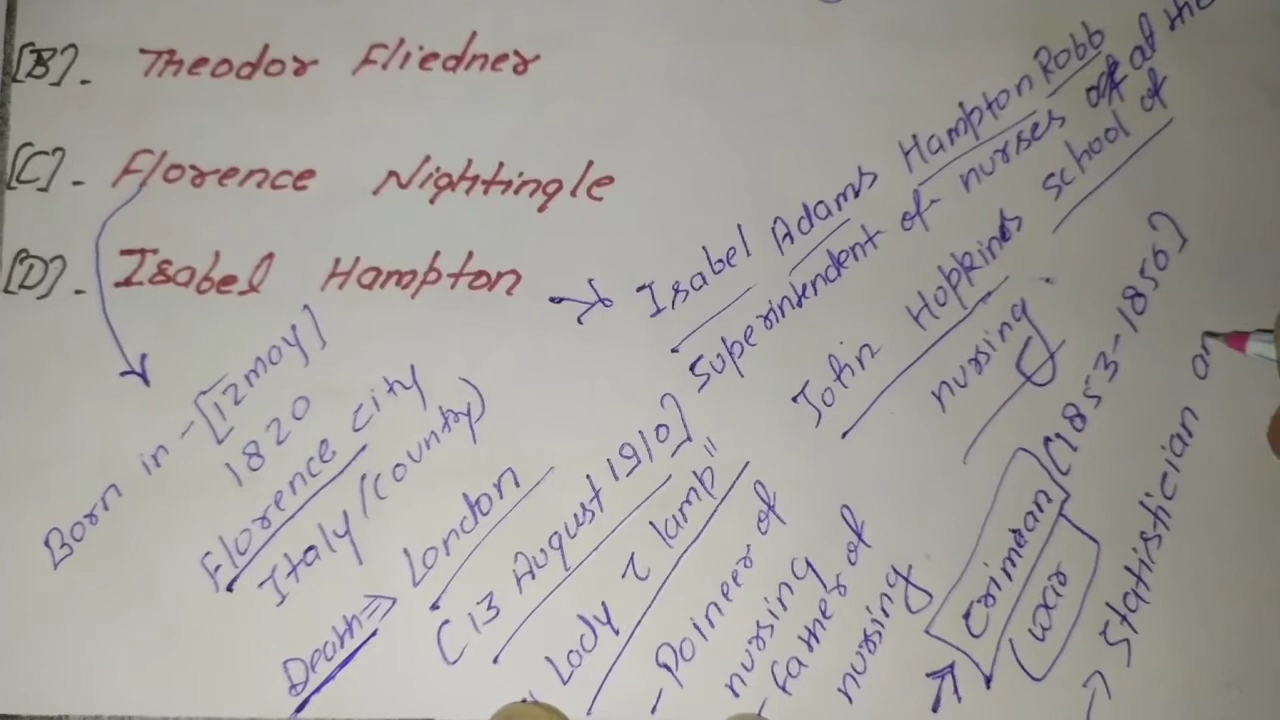 [B]. Theodor Fliedner
[C]. Florence Nightingle
[D]. Isabel Hampton
Isabel Adams Hampton Robb
Superintendent of nurses at the
John Hopkins school of
nursing.
Born in - [12 may]
1820
Florence city
Italy (country)
Death ⇒ London
(13 August 1910]
"Lady lamp"
- Poineer of
nursing
- father of
nursing.
Crimean (1853-1856]
(war
→ Statistician or